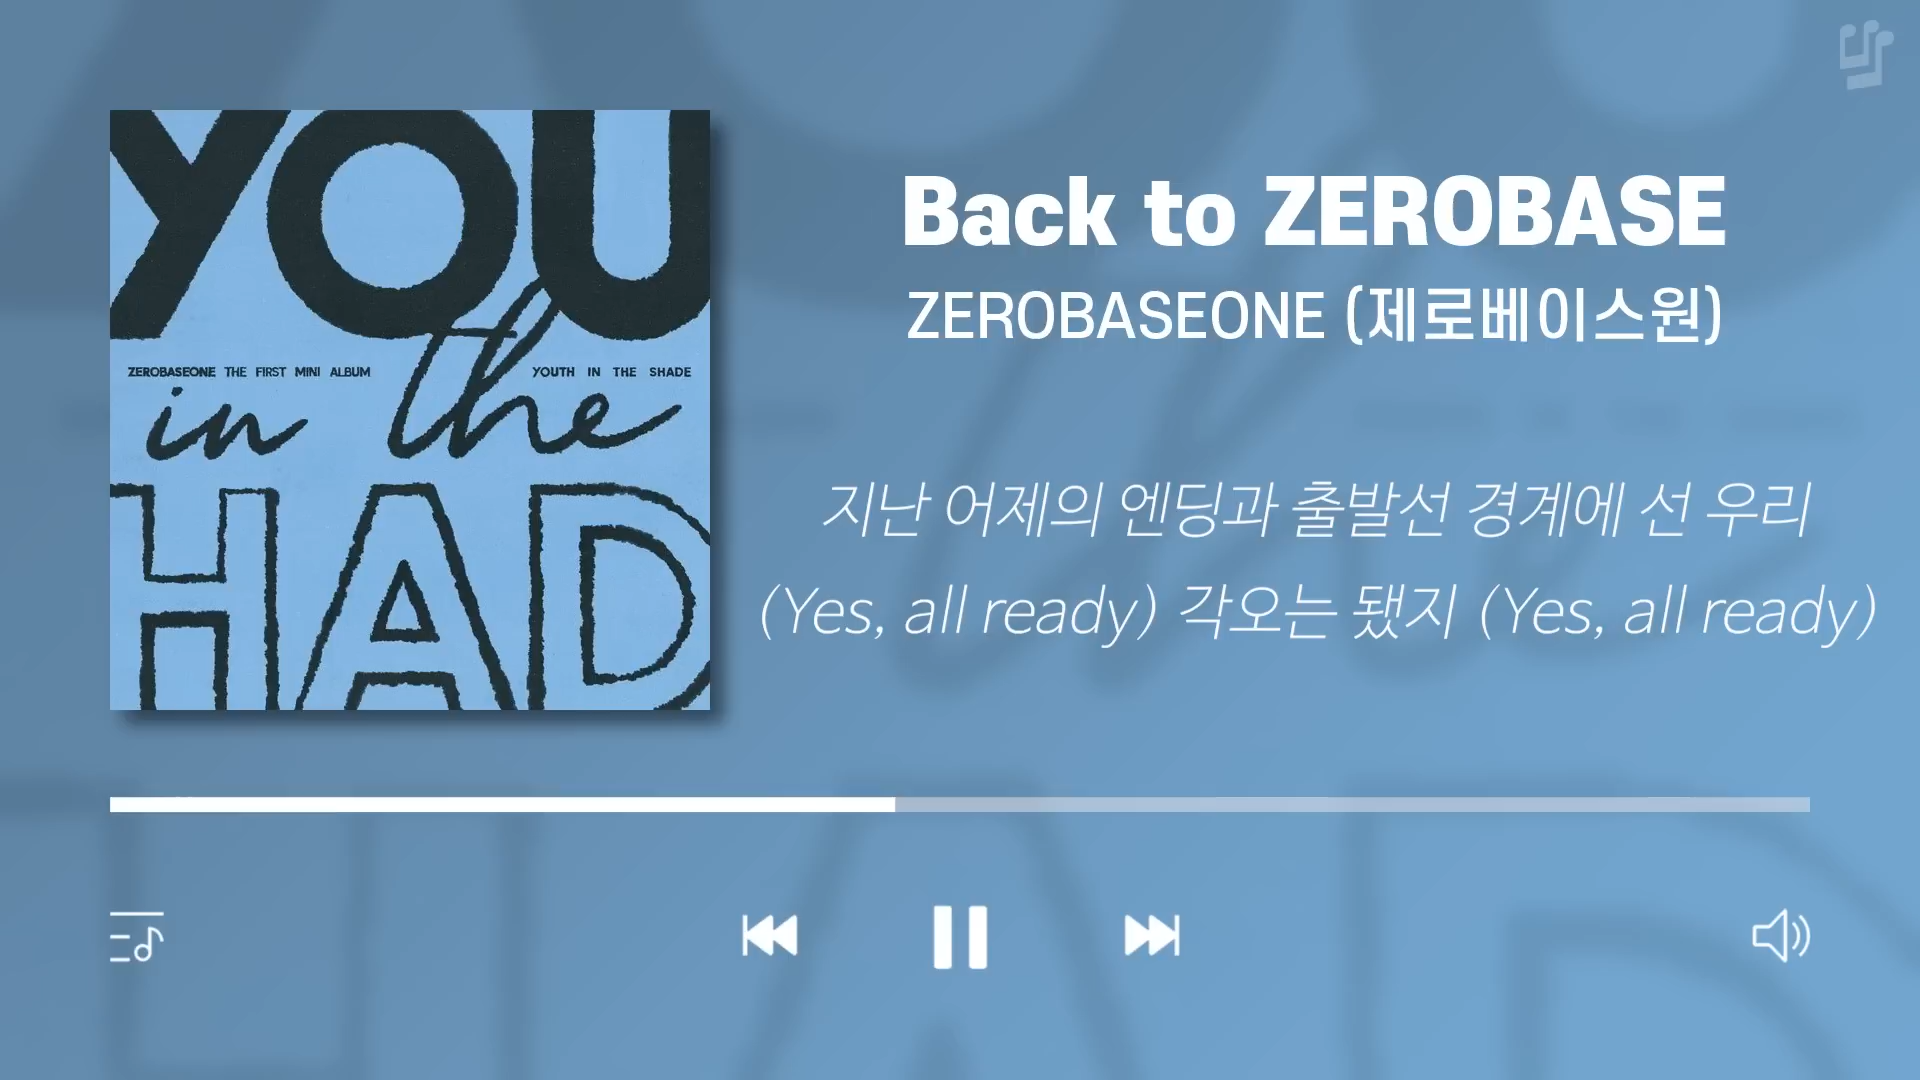 YOU
ZEROBASEONE THE FIRST MINI ALBUM
YOUTH IN THE SHADE
in the
HAD
Back to ZEROBASE
ZEROBASEONE (제로베이스원)
지난 어제의 엔딩과 출발선 경계에 선 우리
(Yes, all ready) 각오는 됐지 (Yes, all ready)